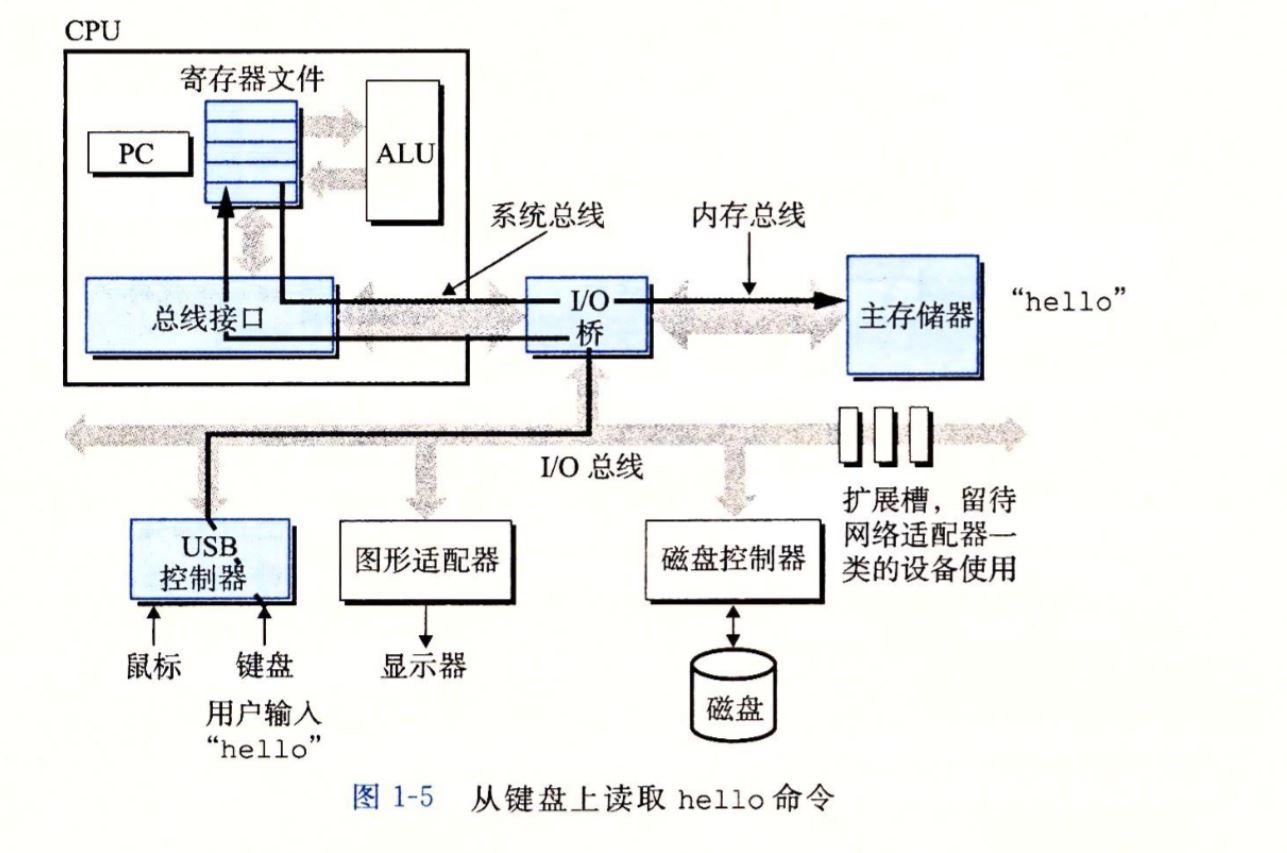 CPU
寄存器文件
PC
ALU
系统总线
内存总线
总线接口
I/O
桥
主存储器
“hello”
I/O 总线
扩展槽，留待
网络适配器一
类的设备使用
USB
控制器
图形适配器
磁盘控制器
鼠标
键盘
显示器
磁盘
用户输入
“hello”
图 1-5 从键盘上读取 hello 命令